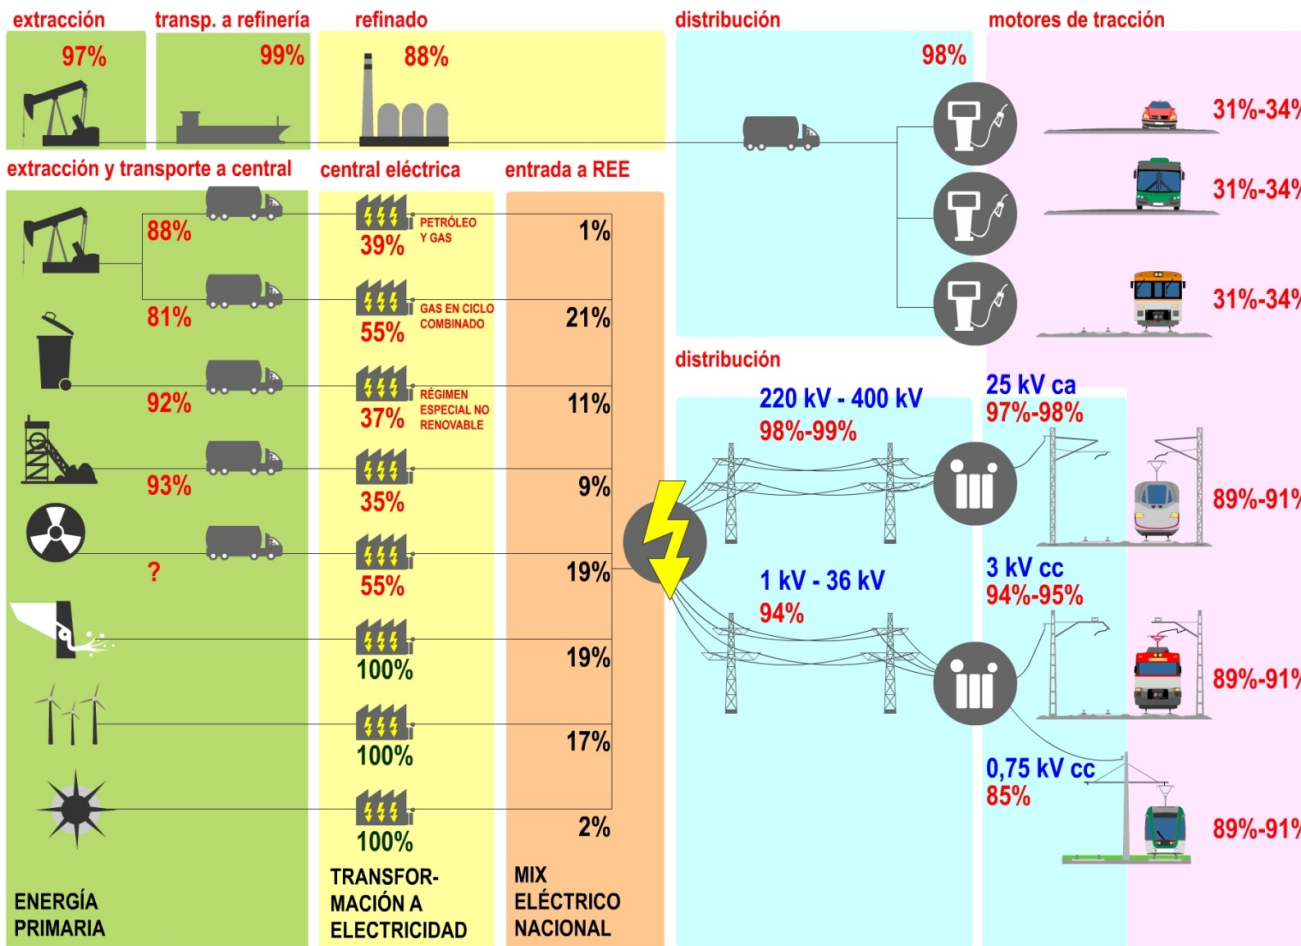 extracción
transp. a refinería
refinado
distribución
motores de tracción
97%
99%
88%
98%
31%-34%
31%-34%
31%-34%
extracción y transporte a central
central eléctrica
entrada a REE
88%
39%
PETRÓLEO
Y GAS
1%
81%
55%
GAS EN CICLO
COMBINADO
21%
92%
37%
RÉGIMEN
ESPECIAL NO
RENOVABLE
11%
93%
35%
9%
?
55%
19%
100%
19%
100%
17%
100%
2%
ENERGÍA
PRIMARIA
TRANSFOR-
MACIÓN A
ELECTRICIDAD
MIX
ELÉCTRICO
NACIONAL
distribución
220 kV - 400 kV
98%-99%
25 kV ca
97%-98%
89%-91%
1 kV - 36 kV
94%
3 kV cc
94%-95%
89%-91%
0,75 kV cc
85%
89%-91%